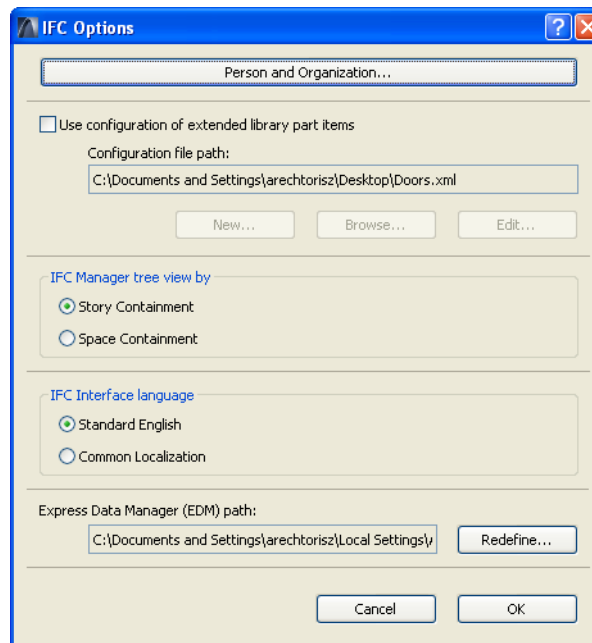 IFC Options
Person and Organization...
Use configuration of extended library part items
Configuration file path:
C:\Documents and Settings\arechtorisz\Desktop\Doors.xml
New... Browse... Edit...
IFC Manager tree view by
Story Containment
Space Containment
IFC Interface language
Standard English
Common Localization
Express Data Manager (EDM) path:
C:\Documents and Settings\arechtorisz\Local Settings\ Redefine...
Cancel OK